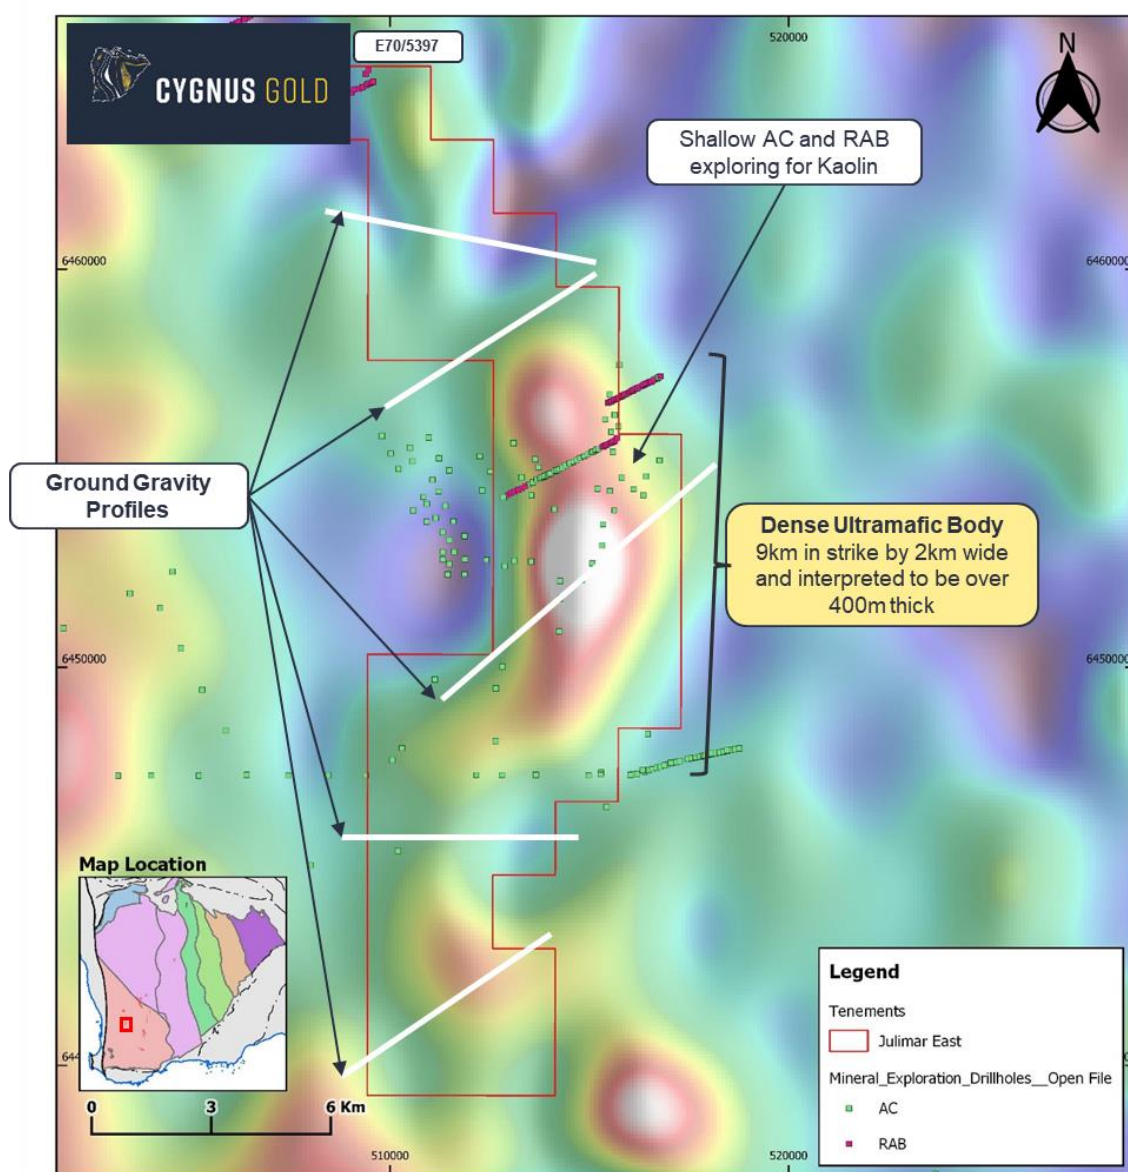 CYGNUS GOLD
E70/5397
520000
N
Shallow AC and RAB
exploring for Kaolin
6460000
6460000
Ground Gravity
Profiles
Dense Ultramafic Body
9km in strike by 2km wide
and interpreted to be over
400m thick
6450000
6450000
Map Location
0 3 6 Km
Legend
Tenements
Julimar East
Mineral_Exploration_Drillholes__Open File
AC
RAB
510000
520000